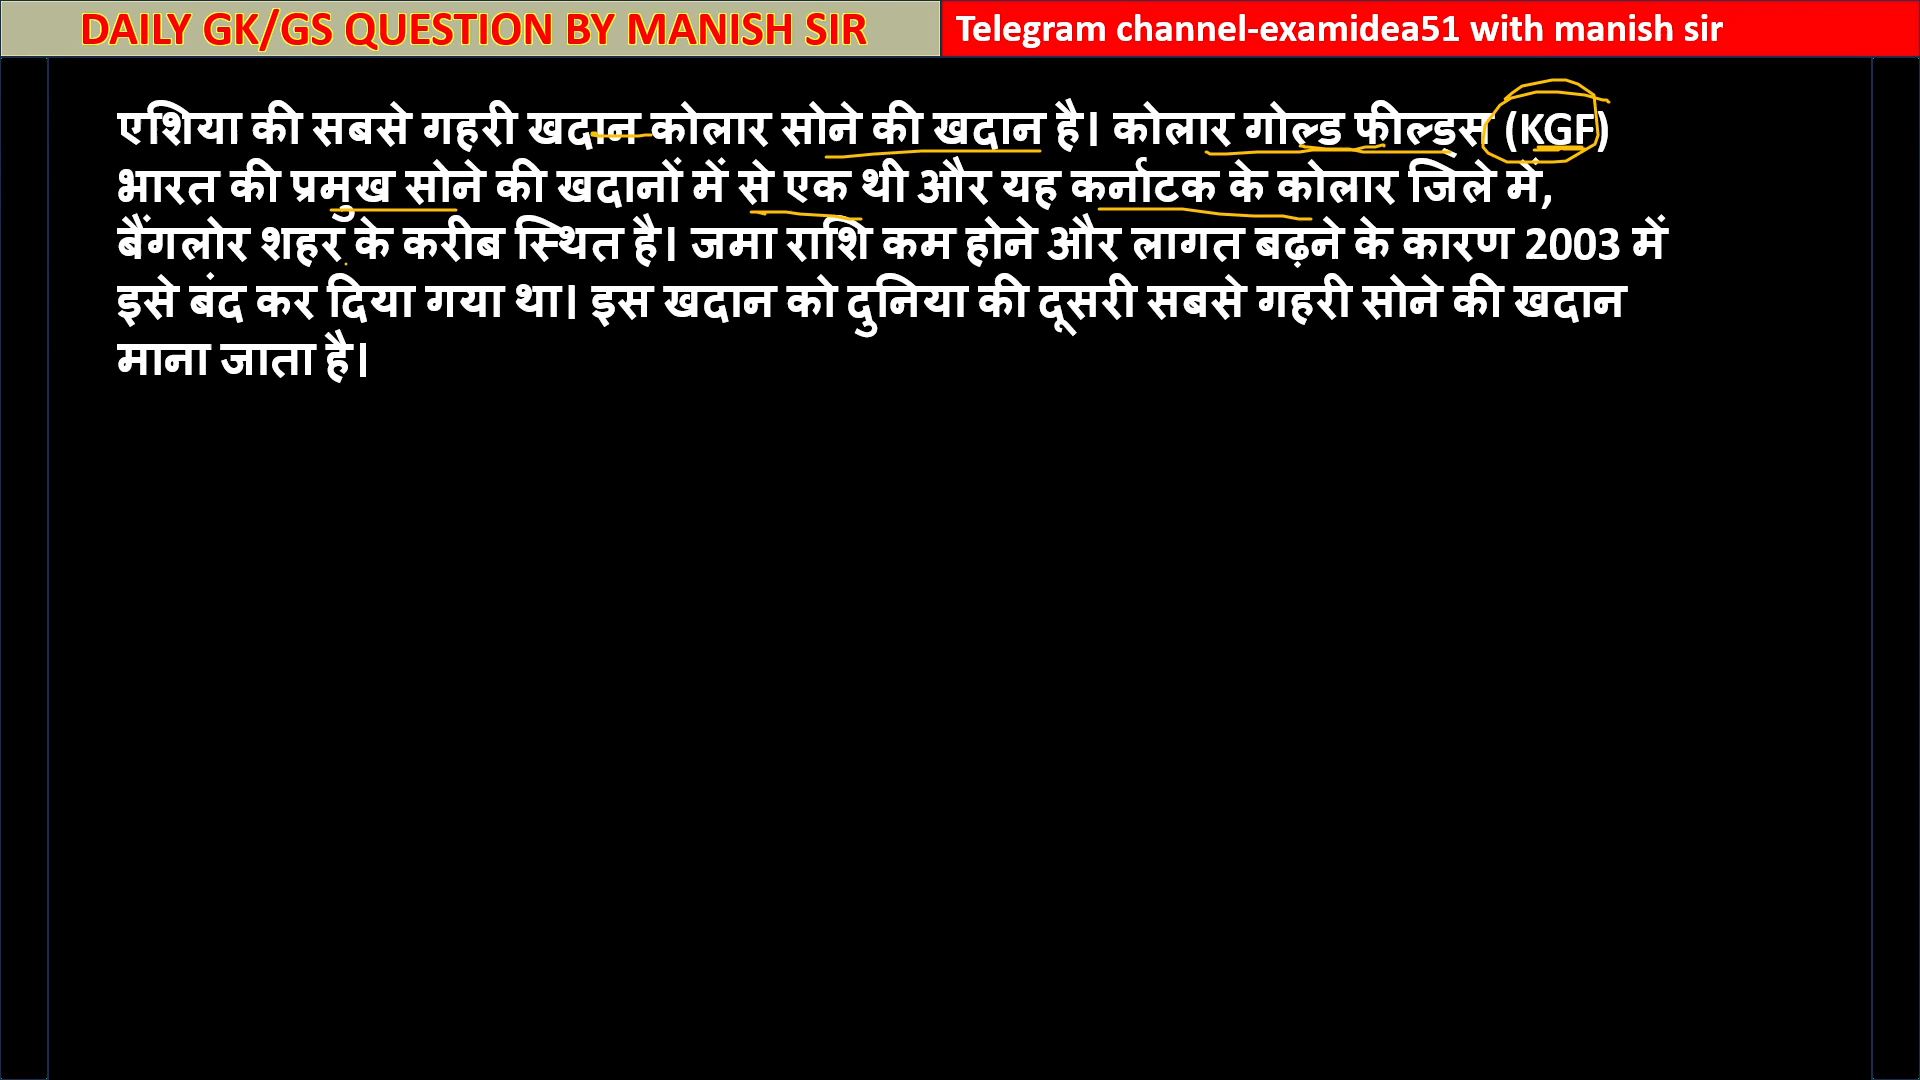 DAILY GK/GS QUESTION BY MANISH SIR
Telegram channel-examidea51 with manish sir
एशिया की सबसे गहरी खदान कोलार सोने की खदान है। कोलार गोल्ड फील्ड्स (KGF)
भारत की प्रमुख सोने की खदानों में से एक थी और यह कर्नाटक के कोलार जिले में,
बैंगलोर शहर के करीब स्थित है। जमा राशि कम होने और लागत बढ़ने के कारण 2003 में
इसे बंद कर दिया गया था। इस खदान को दुनिया की दूसरी सबसे गहरी सोने की खदान
माना जाता है।